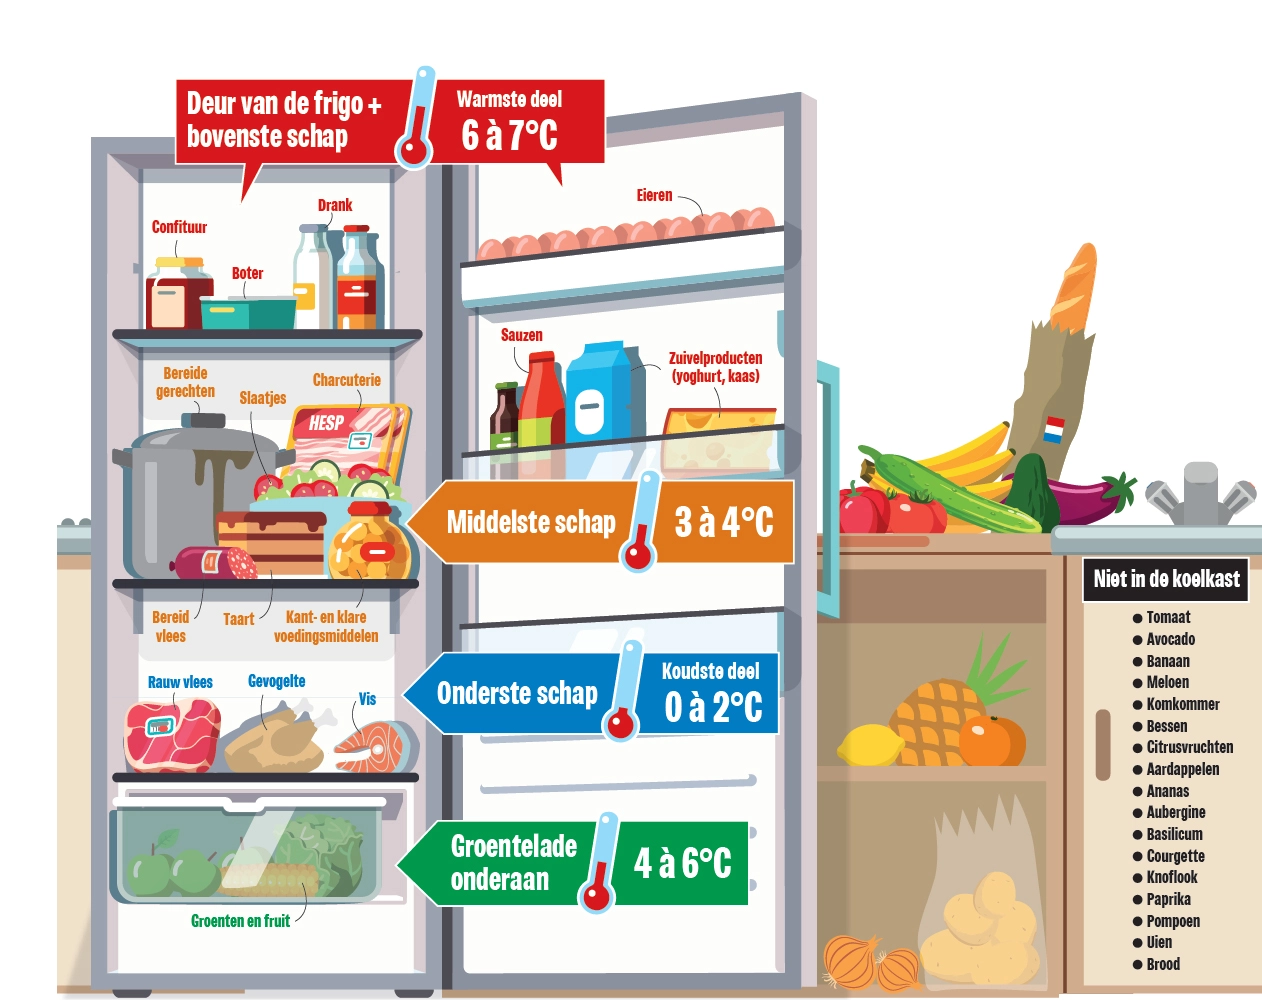 Deur van de frigo +
bovenste schap
Warmste deel
6 à 7°C
Confituur
Drank
Boter
Eieren
Sauzen
Zuivelproducten
(yoghurt, kaas)
Bereide
gerechten
Slaatjes
Charcuterie
HESP
Middelste schap
3 à 4°C
Bereid
vlees
Taart
Kant- en klare
voedingsmiddelen
Rauw vlees
Gevogelte
Vis
Onderste schap
Koudste deel
0 à 2°C
Groentelade
onderaan
4 à 6°C
Groenten en fruit
Niet in de koelkast
● Tomaat
● Avocado
● Banaan
● Meloen
● Komkommer
● Bessen
● Citrusvruchten
● Aardappelen
● Ananas
● Aubergine
● Basilicum
● Courgette
● Knoflook
● Paprika
● Pompoen
● Uien
● Brood